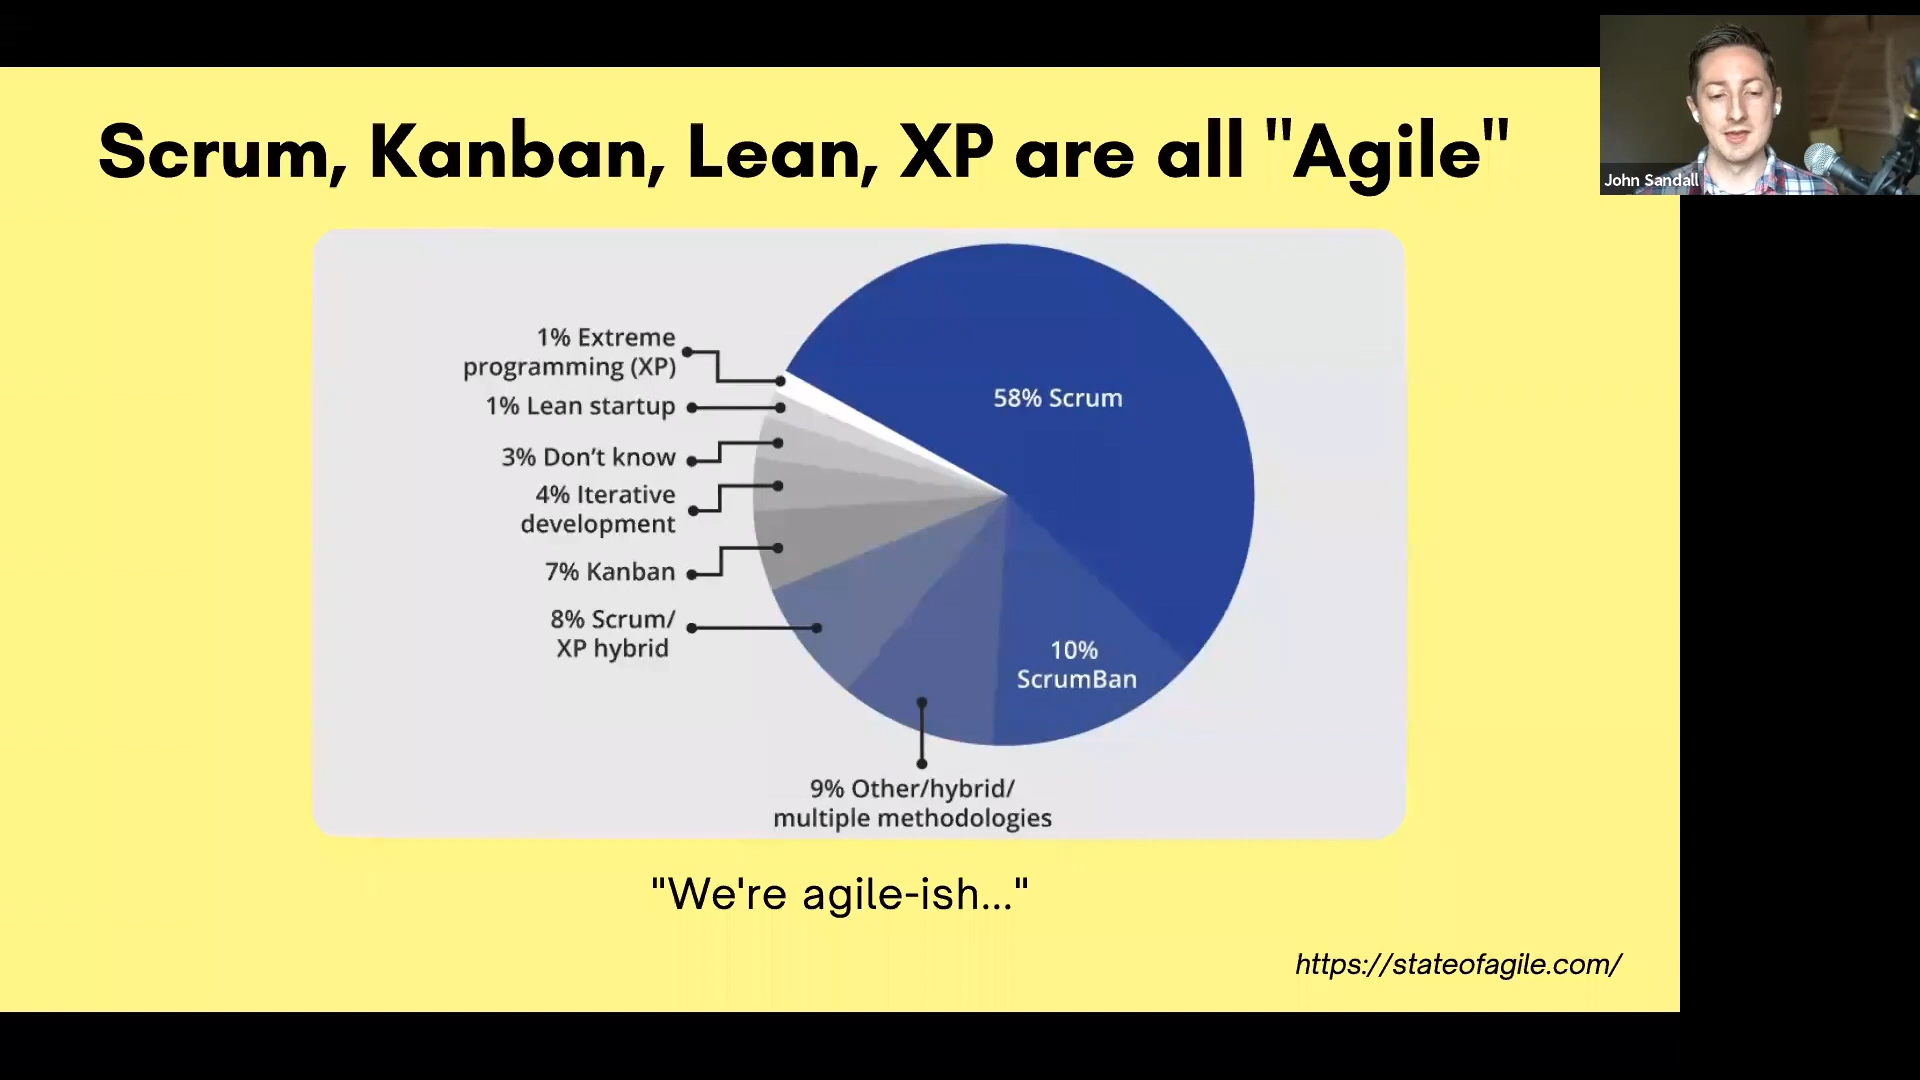 Scrum, Kanban, Lean, XP are all "Agile"
John Sandall
1% Extreme
programming (XP)
1% Lean startup
3% Don’t know
4% Iterative
development
7% Kanban
8% Scrum/
XP hybrid
58% Scrum
10%
ScrumBan
9% Other/hybrid/
multiple methodologies
"We're agile-ish..."
https://stateofagile.com/